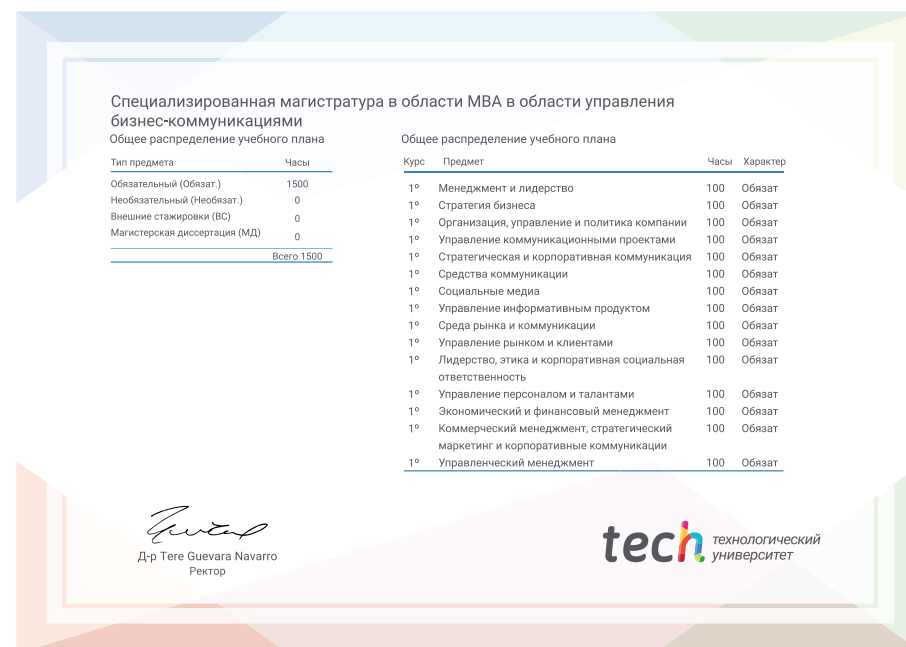 Специализированная магистратура в области MBA в области управления
бизнес-коммуникациями
Общее распределение учебного плана
Тип предмета Часы
Обязательный (Обязат.) 1500
Необязательный (Необязат.) 0
Внешние стажировки (ВС) 0
Магистерская диссертация (МД) 0
Всего 1500
Общее распределение учебного плана
Курс Предмет Часы Характер
1º Менеджмент и лидерство 100 Обязат
1º Стратегия бизнеса 100 Обязат
1º Организация, управление и политика компании 100 Обязат
1º Управление коммуникационными проектами 100 Обязат
1º Стратегическая и корпоративная коммуникация 100 Обязат
1º Средства коммуникации 100 Обязат
1º Социальные медиа 100 Обязат
1º Управление информативным продуктом 100 Обязат
1º Среда рынка и коммуникации 100 Обязат
1º Управление рынком и клиентами 100 Обязат
1º Лидерство, этика и корпоративная социальная 100 Обязат
ответственность
1º Управление персоналом и талантами 100 Обязат
1º Экономический и финансовый менеджмент 100 Обязат
1º Коммерческий менеджмент, стратегический 100 Обязат
маркетинг и корпоративные коммуникации
1º Управленческий менеджмент 100 Обязат
Д-р Tere Guevara Navarro
Ректор
tech технологический
университет